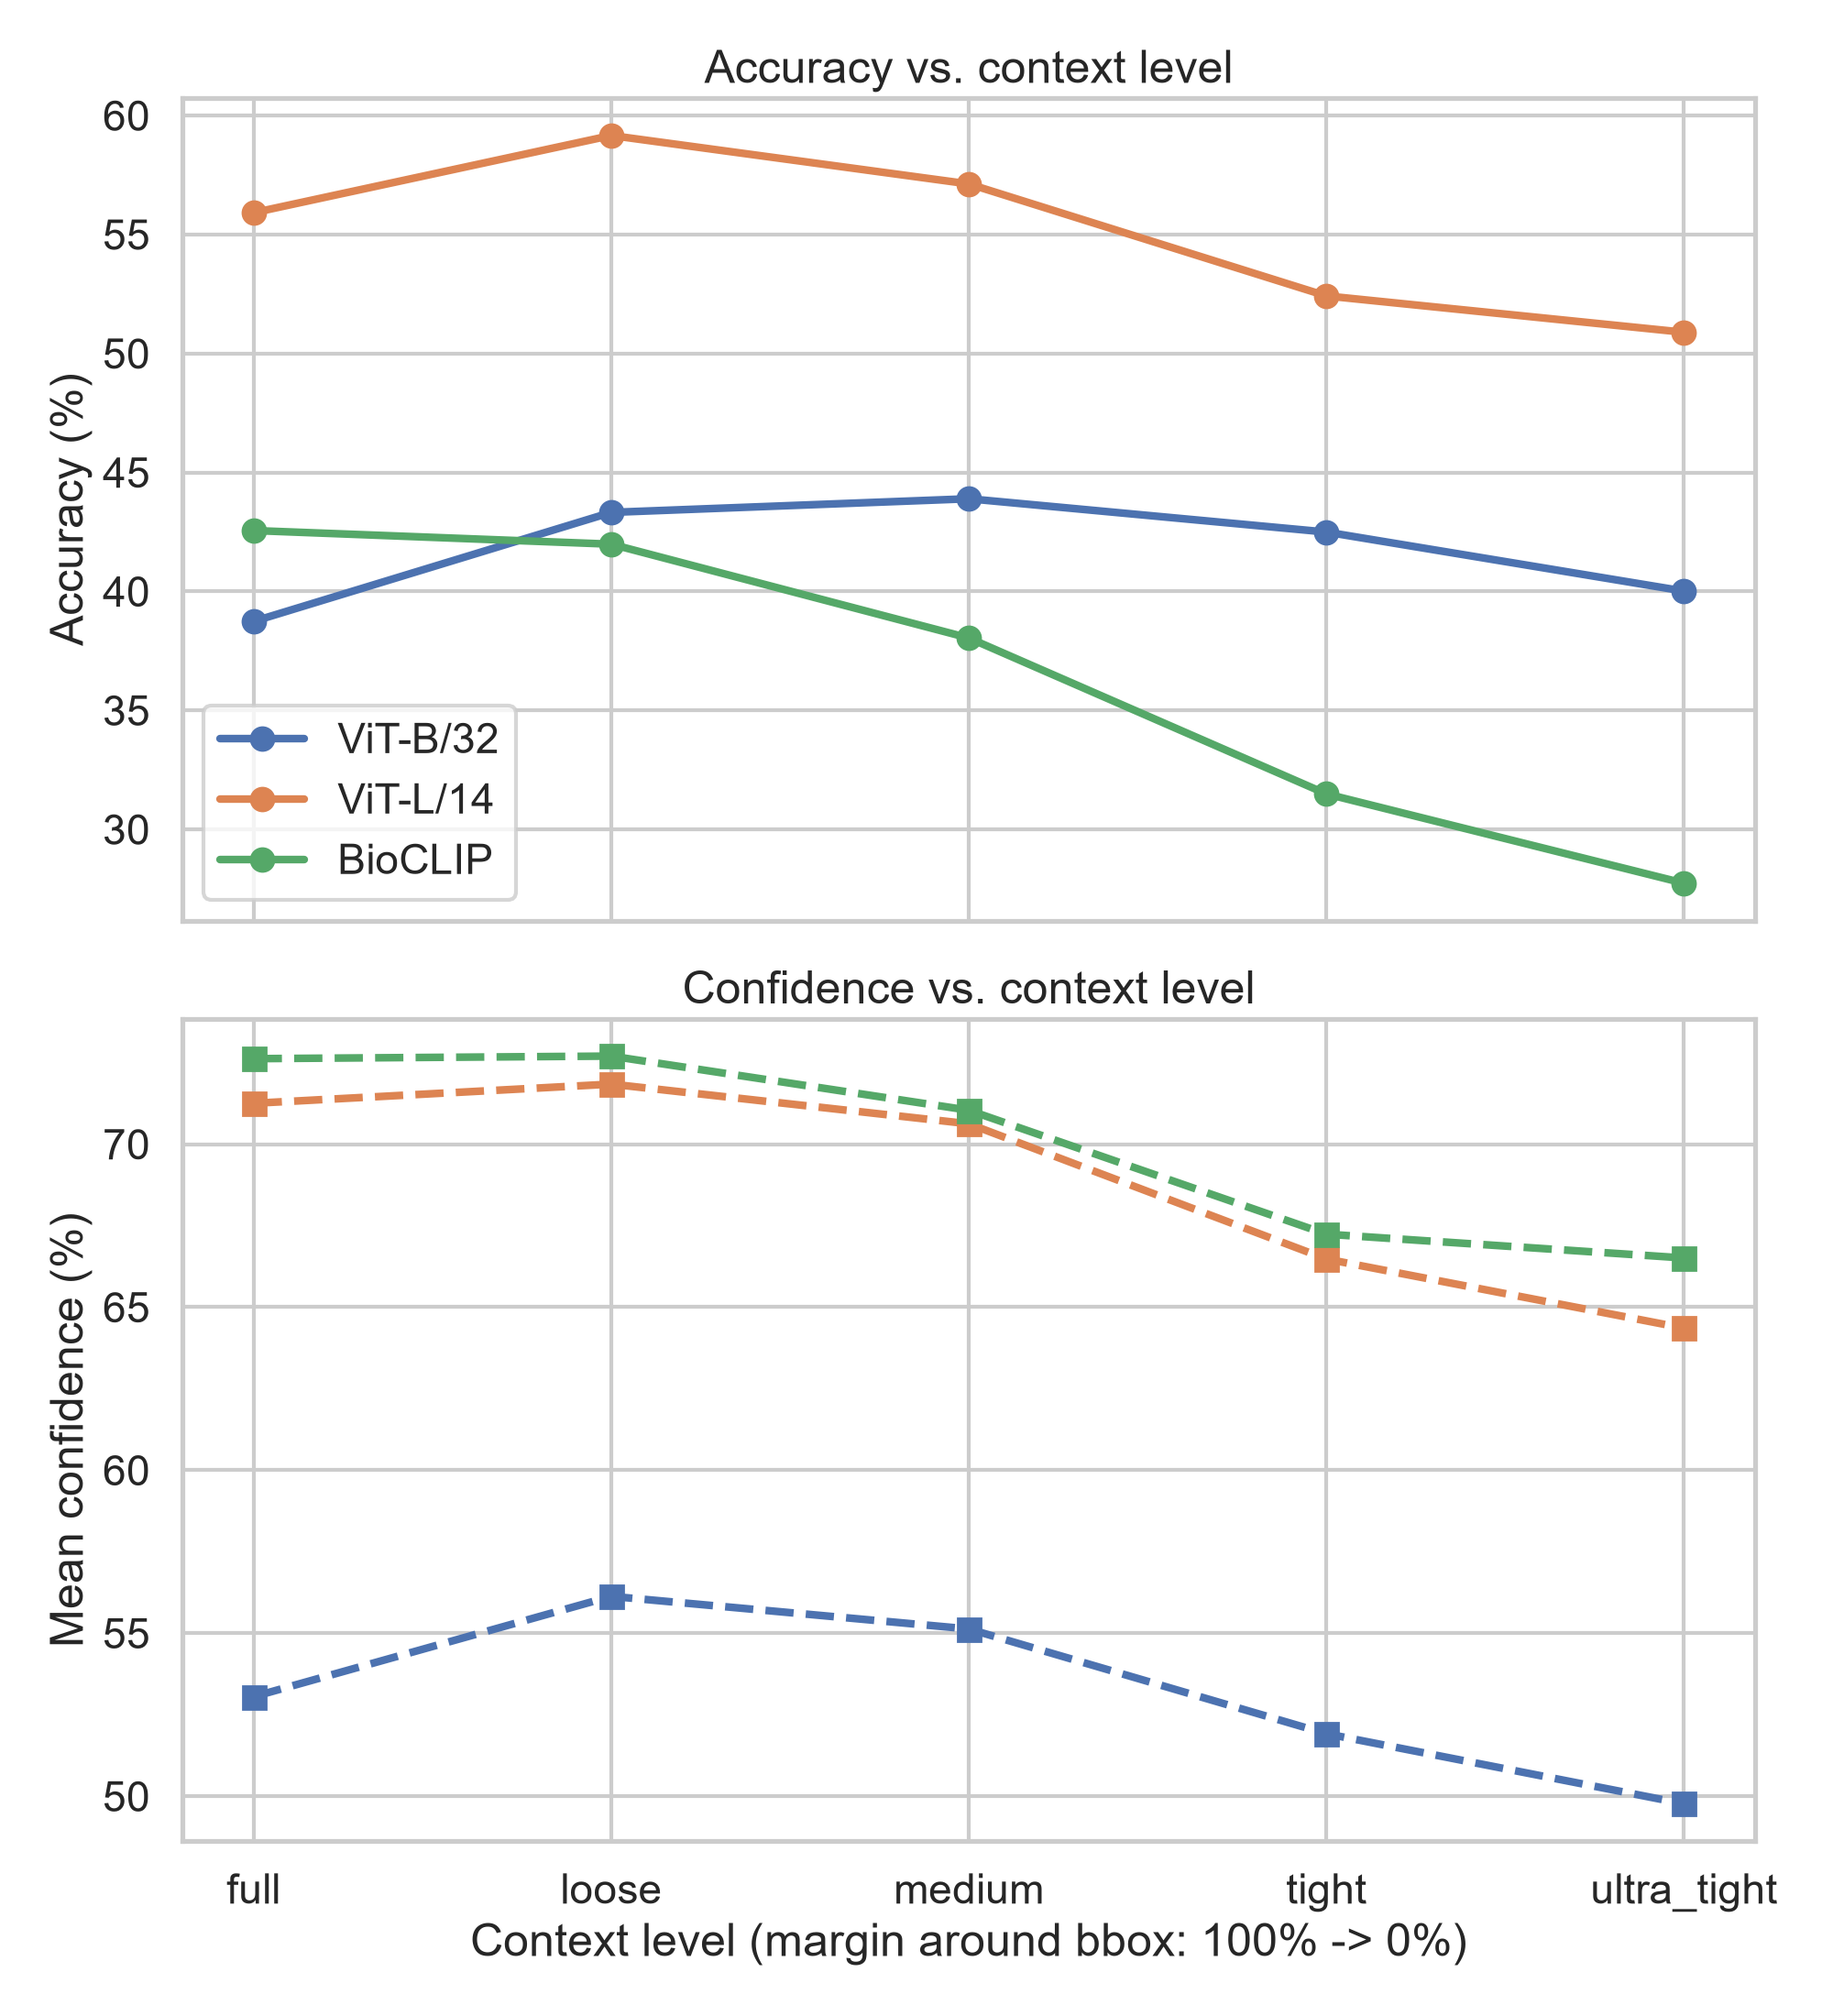 Accuracy vs. context level
60
55
50
45
40
35
30
Accuracy (%)
ViT-B/32
ViT-L/14
BioCLIP
Confidence vs. context level
70
65
60
55
50
Mean confidence (%)
full loose medium tight ultra_tight
Context level (margin around bbox: 100% -> 0%)